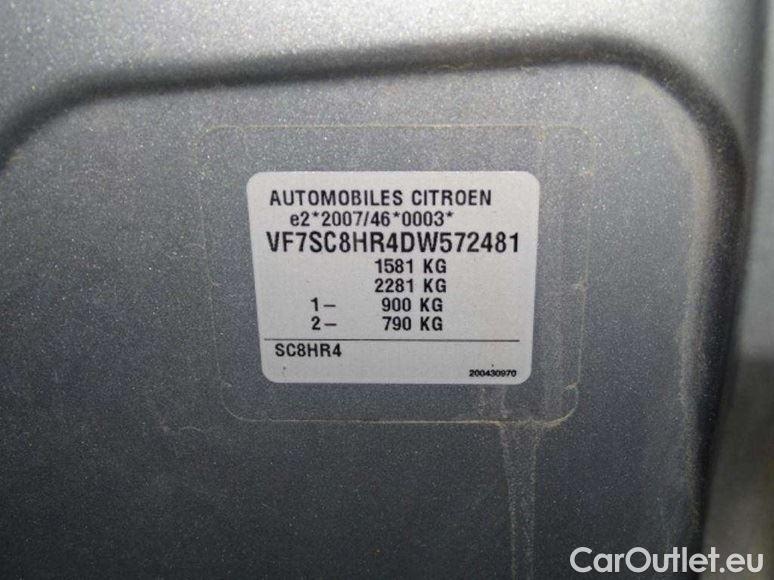 AUTOMOBILES CITROEN
e2*2007/46*0003*
VF7SC8HR4DW572481
1581 KG
2281 KG
1– 900 KG
2– 790 KG
SC8HR4
200430970
CarOutlet.eu